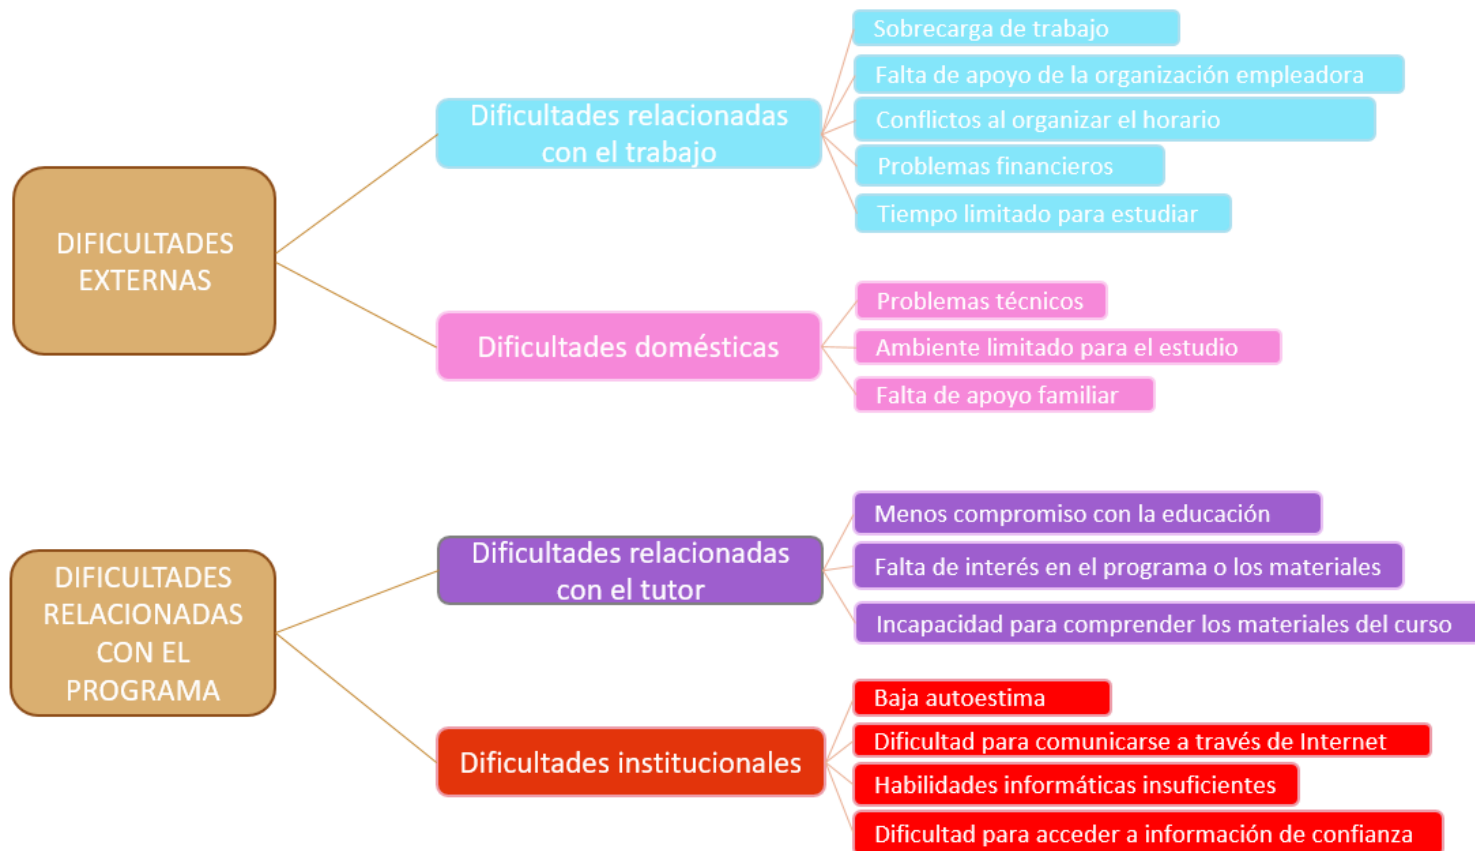 DIFICULTADES
EXTERNAS
Dificultades relacionadas
con el trabajo
Sobrecarga de trabajo
Falta de apoyo de la organización empleadora
Conflictos al organizar el horario
Problemas financieros
Tiempo limitado para estudiar
Dificultades domésticas
Problemas técnicos
Ambiente limitado para el estudio
Falta de apoyo familiar
DIFICULTADES
RELACIONADAS
CON EL
PROGRAMA
Dificultades relacionadas
con el tutor
Menos compromiso con la educación
Falta de interés en el programa o los materiales
Incapacidad para comprender los materiales del curso
Dificultades institucionales
Baja autoestima
Dificultad para comunicarse a través de Internet
Habilidades informáticas insuficientes
Dificultad para acceder a información de confianza